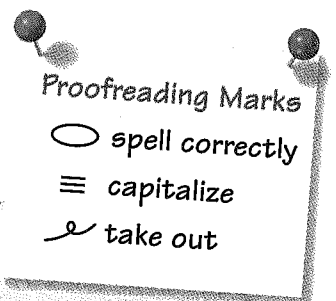 Proofreading Marks
spell correctly
capitalize
take out